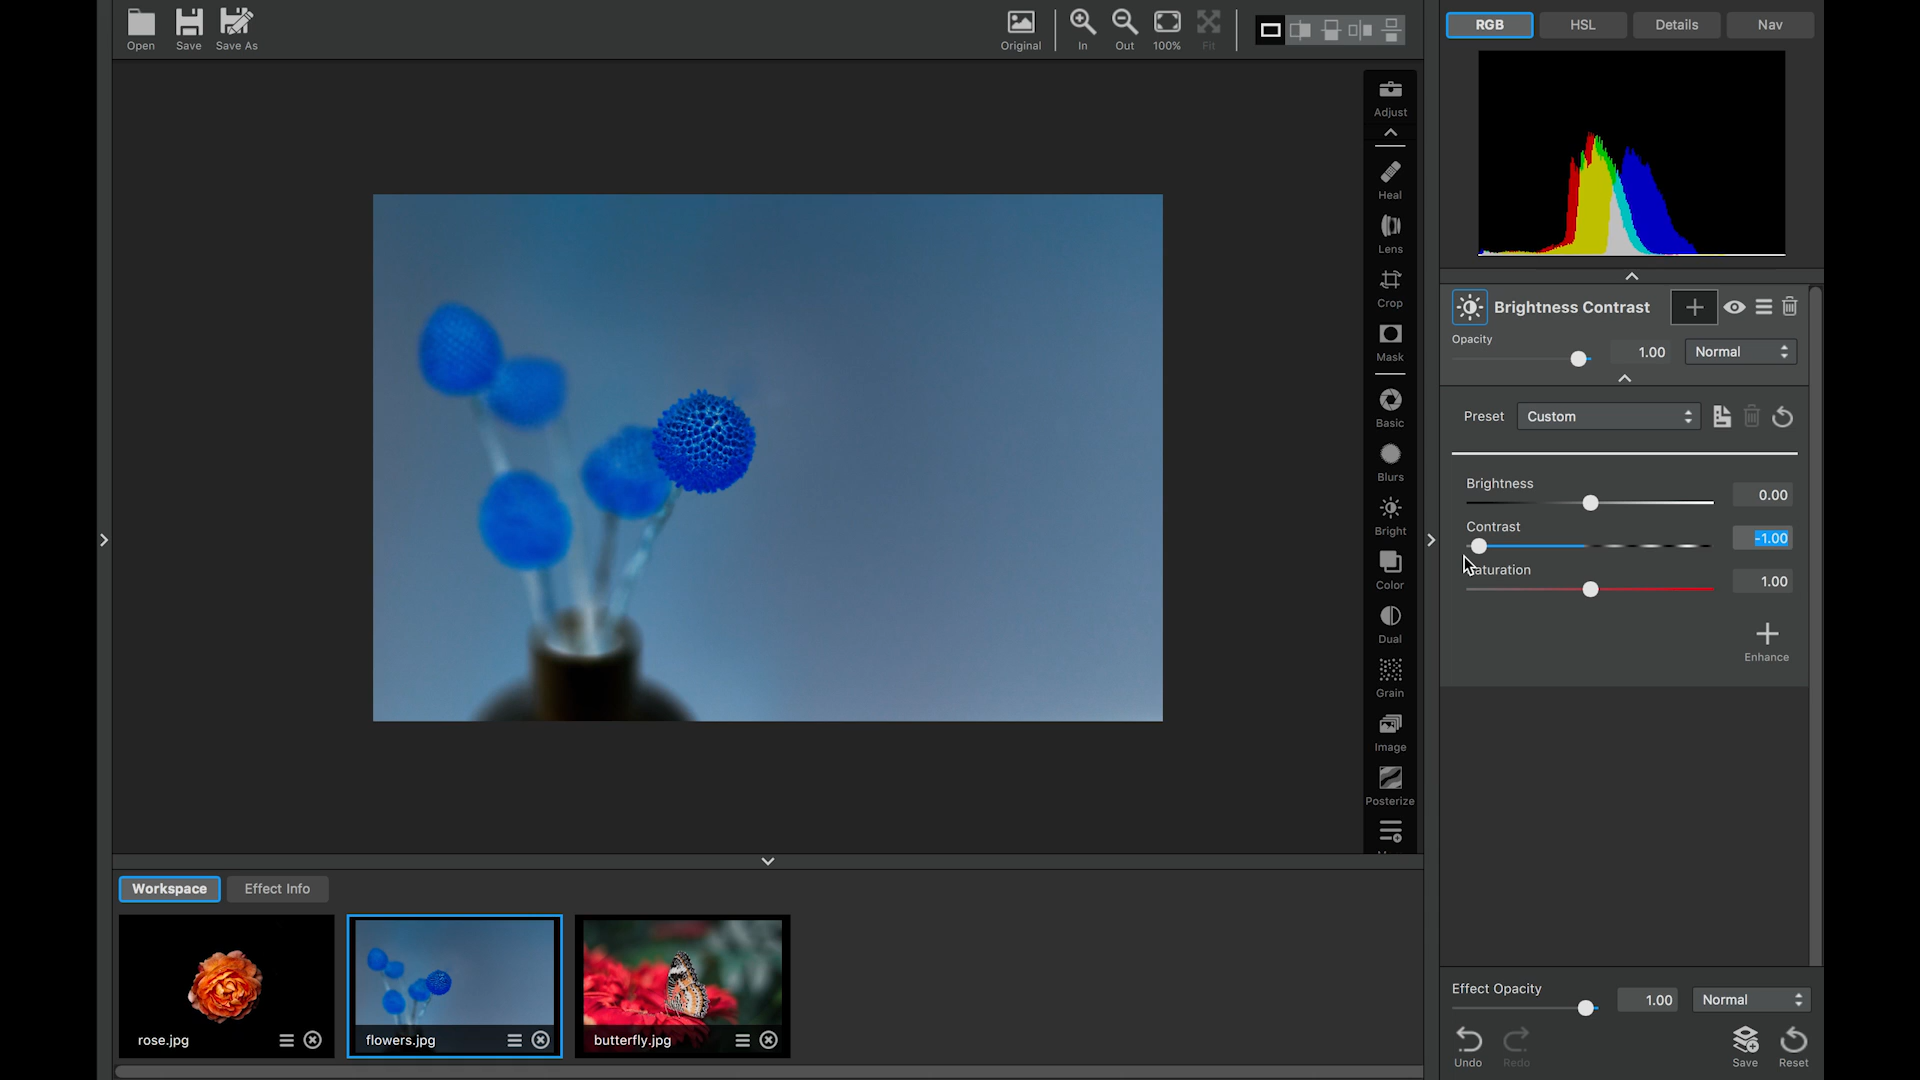 Open
Save
Save As
Original
In
Out
100%
Fit
RGB
HSL
Details
Nav
Adjust
Heal
Lens
Crop
Mask
Basic
Blurs
Bright
Color
Dual
Grain
Image
Posterize
Brightness Contrast
Opacity
1.00
Normal
Preset
Custom
Brightness
0.00
Contrast
-1.00
aturation
1.00
Enhance
Workspace
Effect Info
rose.jpg
flowers.jpg
butterfly.jpg
Effect Opacity
1.00
Normal
Undo
Redo
Save
Reset